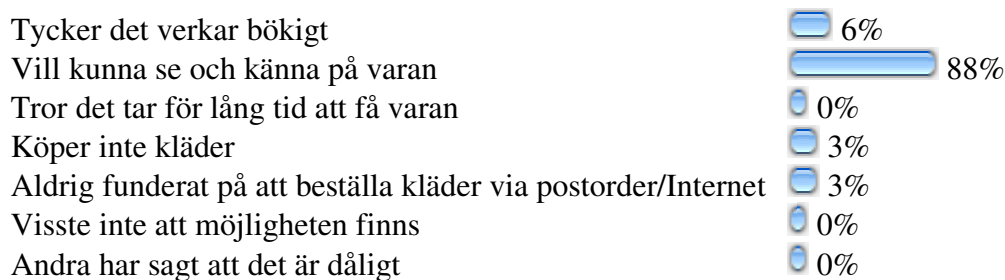 Tycker det verkar bökigt 6%
Vill kunna se och känna på varan 88%
Tror det tar för lång tid att få varan 0%
Köper inte kläder 3%
Aldrig funderat på att beställa kläder via postorder/Internet 3%
Visste inte att möjligheten finns 0%
Andra har sagt att det är dåligt 0%